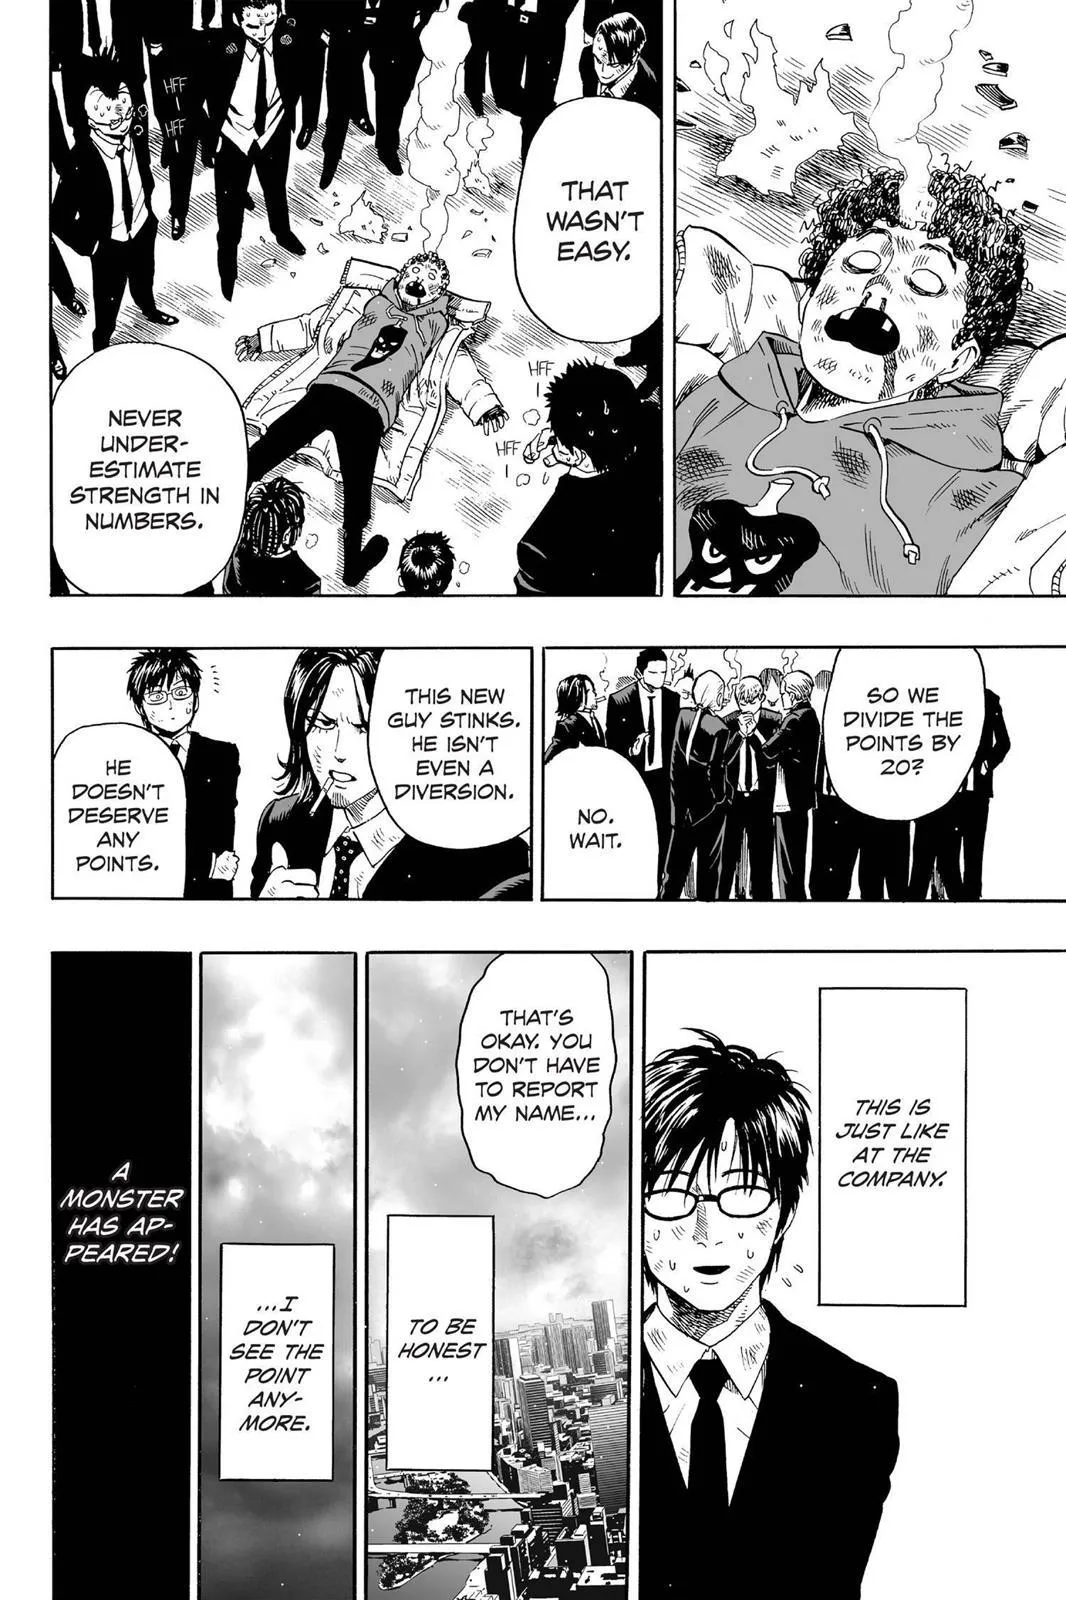 THAT
WASN'T
EASY.
HFF
HFF
HFF
HFF
NEVER
UNDER-
ESTIMATE
STRENGTH IN
NUMBERS.
SO WE
DIVIDE THE
POINTS BY
20?
NO.
WAIT.
THIS NEW
GUY STINKS.
HE ISN'T
EVEN A
DIVERSION.
HE
DOESN'T
DESERVE
ANY
POINTS.
THIS IS
JUST LIKE
AT THE
COMPANY.
THAT'S
OKAY. YOU
DON'T HAVE
TO REPORT
MY NAME...
TO BE
HONEST
...
...I
DON'T
SEE THE
POINT
ANY-
MORE.
A
MONSTER
HAS AP-
PEARED!